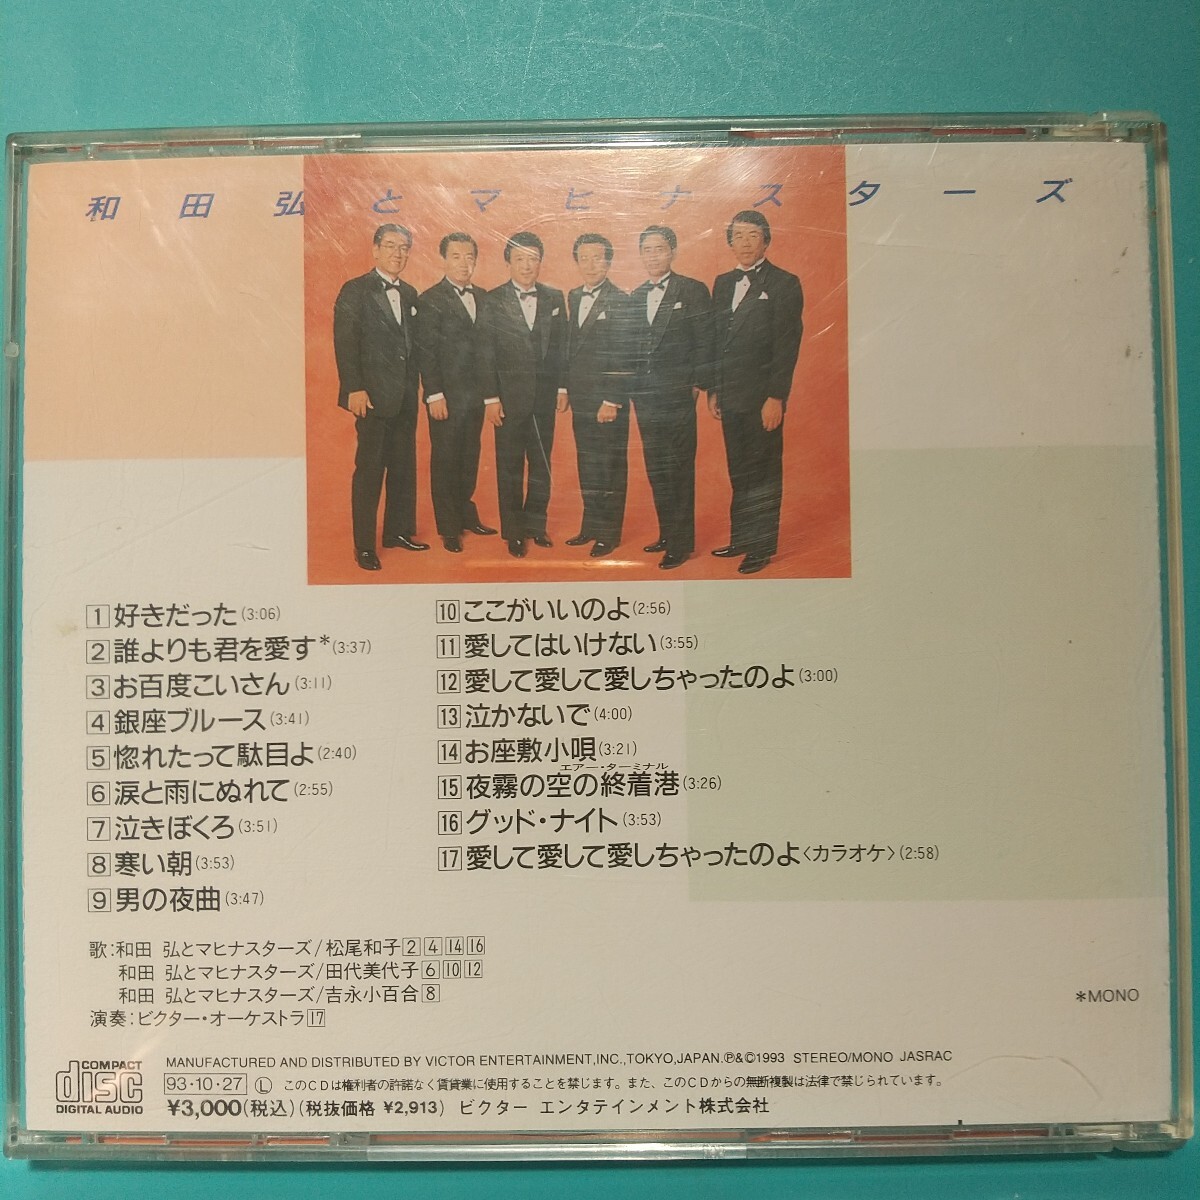 和田弘とマヒナスターズ
1 好きだった(3:06)
2 誰よりも君を愛す*(3:37)
3 お百度こいさん(3:11)
4 銀座ブルース(3:41)
5 惚れたって駄目よ(2:40)
6 涙と雨にぬれて(2:55)
7 泣きぼくろ(3:51)
8 寒い朝(3:53)
9 男の夜曲(3:47)
10 ここがいいのよ(2:56)
11 愛してはいけない(3:55)
12 愛して愛して愛しちゃったのよ(3:00)
13 泣かないで(4:00)
14 お座敷小唄(3:21)
エアー・ターミナル
15 夜霧の空の終着港(3:26)
16 グッド・ナイト(3:53)
17 愛して愛して愛しちゃったのよ〈カラオケ〉(2:58)
歌:和田 弘とマヒナスターズ/松尾和子 2 4 14 16
和田 弘とマヒナスターズ/田代美代子 6 10 12
和田 弘とマヒナスターズ/吉永小百合 8
演奏:ビクター・オーケストラ 17
*MONO
COMPACT
disc
DIGITAL AUDIO
MANUFACTURED AND DISTRIBUTED BY VICTOR ENTERTAINMENT,INC.,TOKYO,JAPAN.℗&©1993 STEREO/MONO JASRAC
93・10・27 Ⓛ このCDは権利者の許諾なく賃貸業に使用することを禁じます。また、このCDからの無断複製は法律で禁じられています。
¥3,000(税込)(税抜価格 ¥2,913) ビクター エンタテインメント株式会社